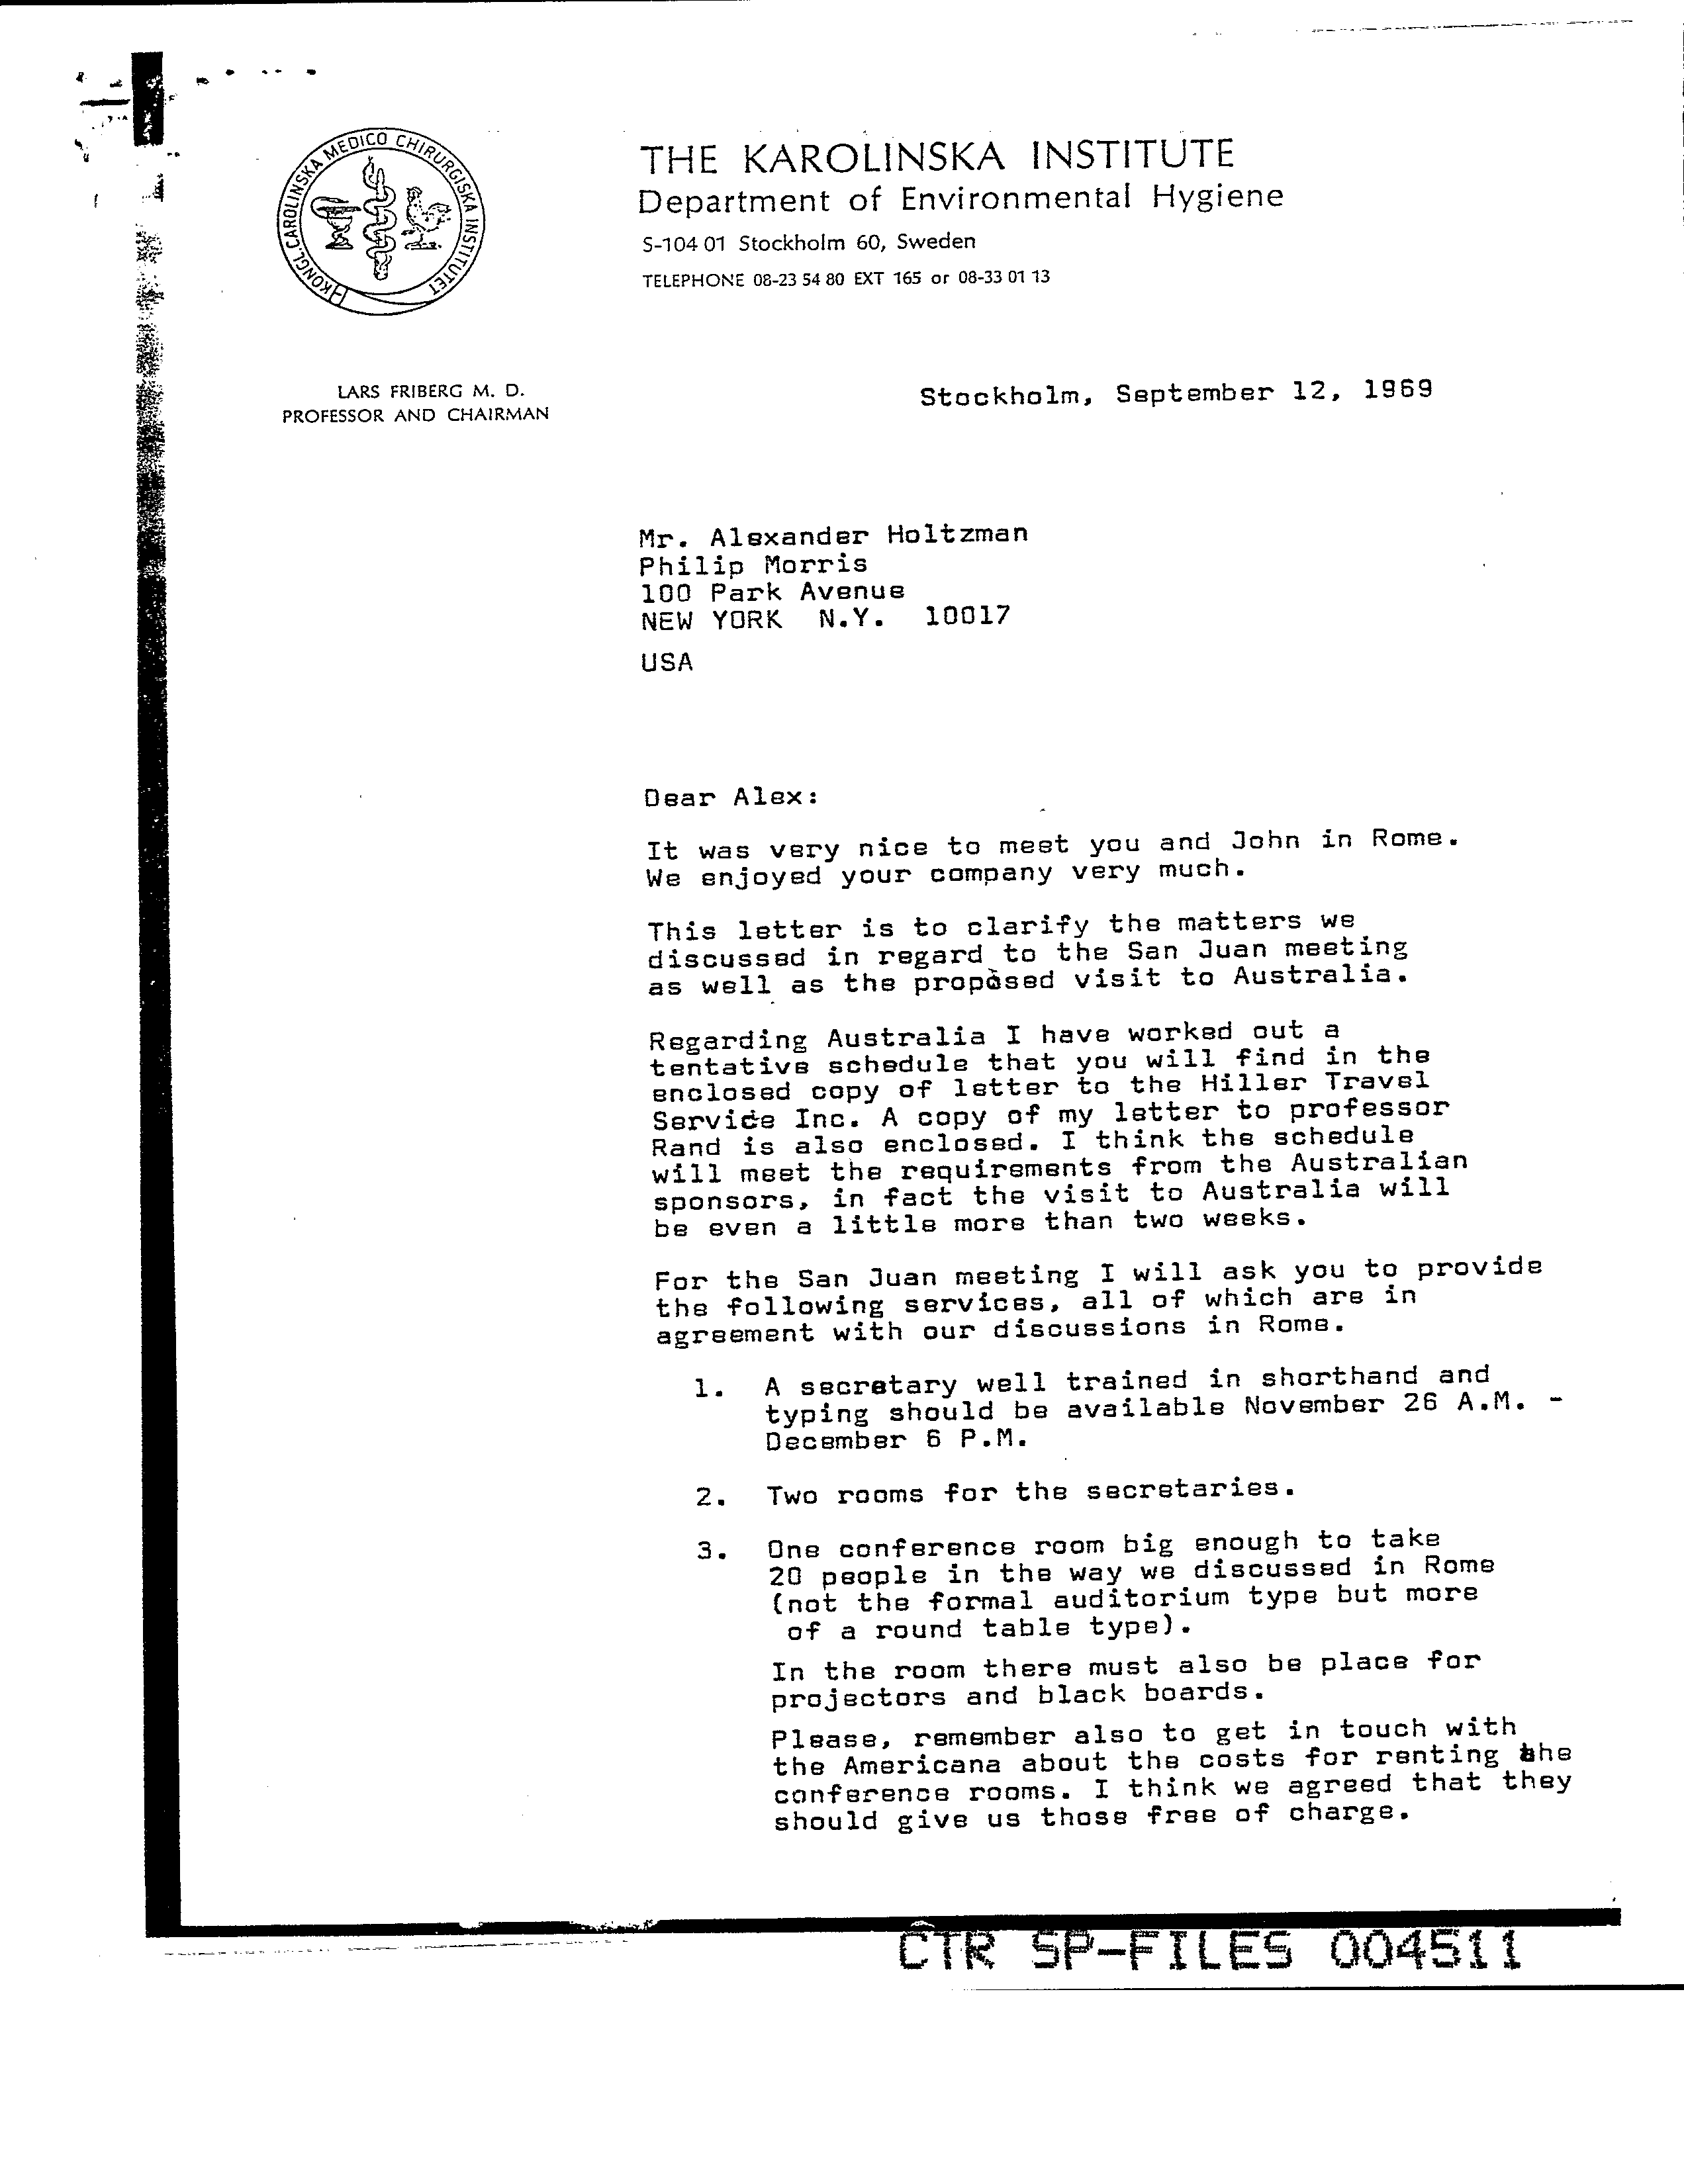 KONGL. CAROLINSKA MEDICO CHIRURGISKA INSTITUTET
THE KAROLINSKA INSTITUTE
Department of Environmental Hygiene
S-104 01 Stockholm 60, Sweden
TELEPHONE 08-23 54 80 EXT 165 or 08-33 01 13
LARS FRIBERG M. D.
PROFESSOR AND CHAIRMAN
Stockholm, September 12, 1969
Mr. Alexander Holtzman
Philip Morris
100 Park Avenue
NEW YORK N.Y. 10017
USA
Dear Alex:
It was very nice to meet you and John in Rome.
We enjoyed your company very much.
This letter is to clarify the matters we
discussed in regard to the San Juan meeting
as well as the proposed visit to Australia.
Regarding Australia I have worked out a
tentative schedule that you will find in the
enclosed copy of letter to the Hiller Travel
Service Inc. A copy of my letter to professor
Rand is also enclosed. I think the schedule
will meet the requirements from the Australian
sponsors, in fact the visit to Australia will
be even a little more than two weeks.
For the San Juan meeting I will ask you to provide
the following services, all of which are in
agreement with our discussions in Rome.
1. A secretary well trained in shorthand and
typing should be available November 26 A.M. -
December 6 P.M.
2. Two rooms for the secretaries.
3. One conference room big enough to take
20 people in the way we discussed in Rome
(not the formal auditorium type but more
of a round table type).
In the room there must also be place for
projectors and black boards.
Please, remember also to get in touch with
the Americana about the costs for renting the
conference rooms. I think we agreed that they
should give us those free of charge.
CTR SP-FILES 004511